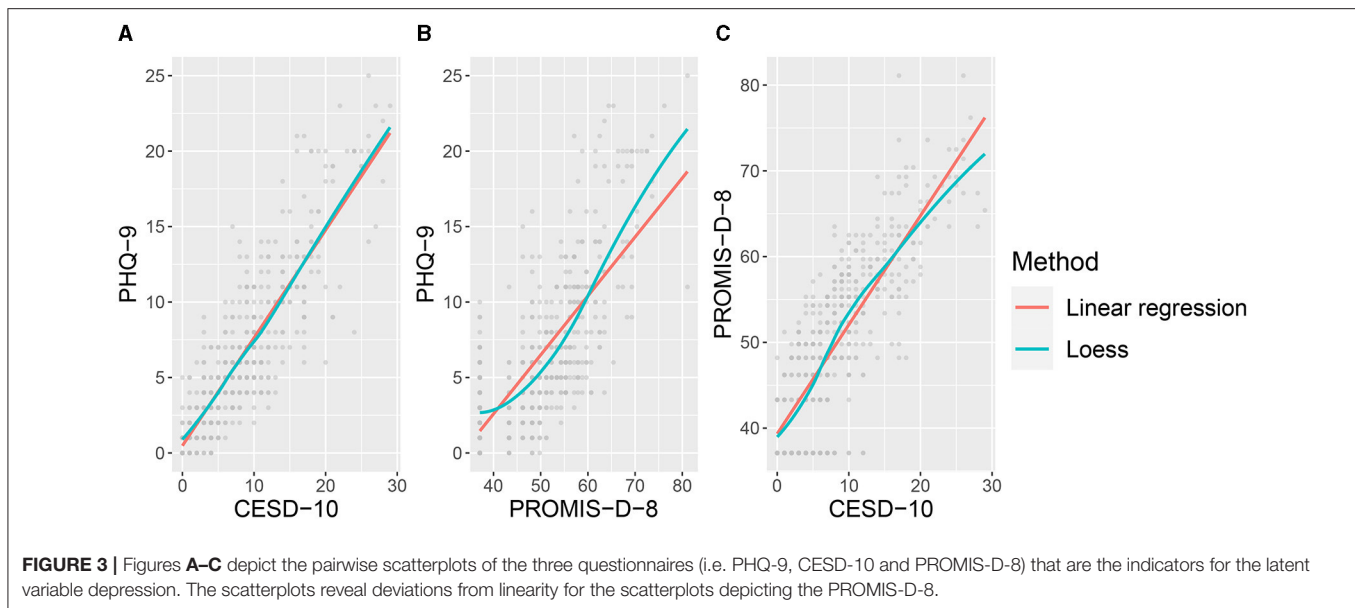 A
B
C
PHQ−9
25
20
15
10
5
0
0 10 20 30
CESD−10
PHQ−9
25
20
15
10
5
0
40 50 60 70 80
PROMIS−D−8
PROMIS−D−8
80
70
60
50
40
0 10 20 30
CESD−10
Method
Linear regression
Loess
FIGURE 3 | Figures A–C depict the pairwise scatterplots of the three questionnaires (i.e. PHQ-9, CESD-10 and PROMIS-D-8) that are the indicators for the latent
variable depression. The scatterplots reveal deviations from linearity for the scatterplots depicting the PROMIS-D-8.